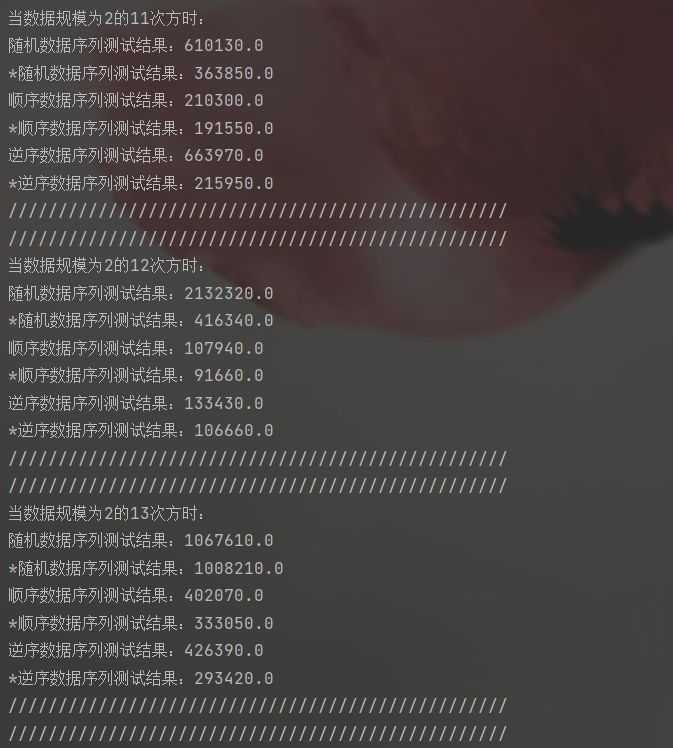 当数据规模为2的11次方时：
随机数据序列测试结果：610130.0
*随机数据序列测试结果：363850.0
顺序数据序列测试结果：210300.0
*顺序数据序列测试结果：191550.0
逆序数据序列测试结果：663970.0
*逆序数据序列测试结果：215950.0
//////////////////////////////////////////////////
//////////////////////////////////////////////////
当数据规模为2的12次方时：
随机数据序列测试结果：2132320.0
*随机数据序列测试结果：416340.0
顺序数据序列测试结果：107940.0
*顺序数据序列测试结果：91660.0
逆序数据序列测试结果：133430.0
*逆序数据序列测试结果：106660.0
//////////////////////////////////////////////////
//////////////////////////////////////////////////
当数据规模为2的13次方时：
随机数据序列测试结果：1067610.0
*随机数据序列测试结果：1008210.0
顺序数据序列测试结果：402070.0
*顺序数据序列测试结果：333050.0
逆序数据序列测试结果：426390.0
*逆序数据序列测试结果：293420.0
//////////////////////////////////////////////////
//////////////////////////////////////////////////